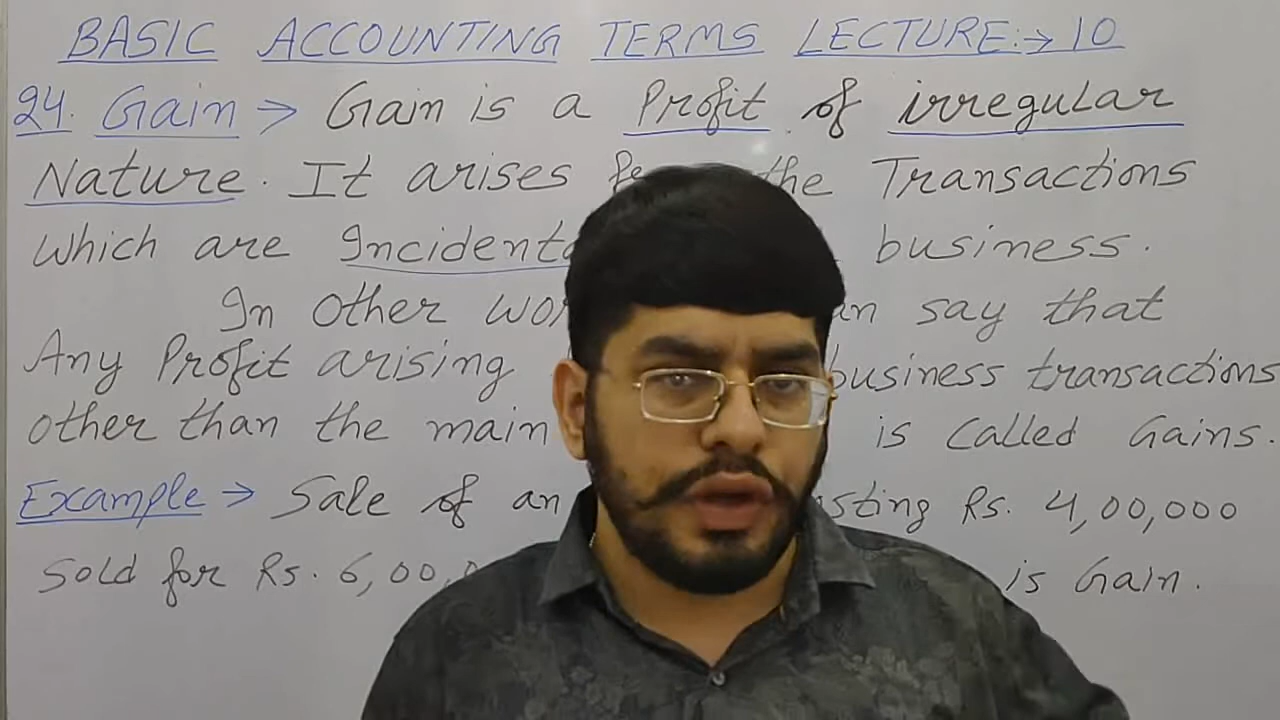 BASIC ACCOUNTING TERMS LECTURE:→ 10
24. Gain → Gain is a Profit of irregular
Nature. It arises the Transactions
which are business.
In other say that
Any Profit arising business transactions
other than the main is called Gains.
Example → Sale of an Rs. 4,00,000
Sold for Rs. is Gain.